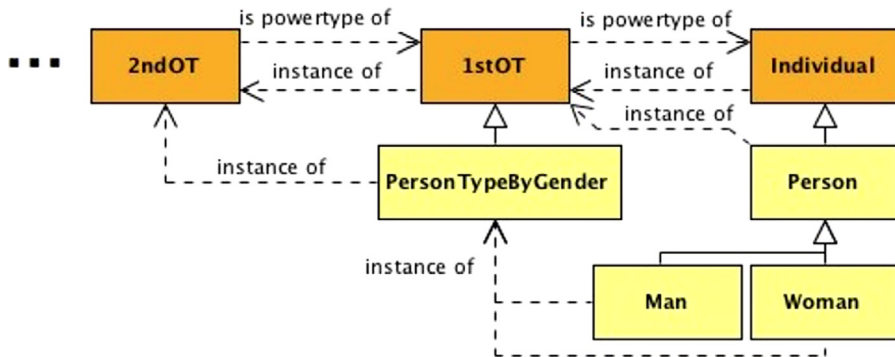 is powertype of
is powertype of
...
2ndOT
1stOT
Individual
instance of
instance of
instance of
instance of
PersonTypeByGender
Person
instance of
Man
Woman